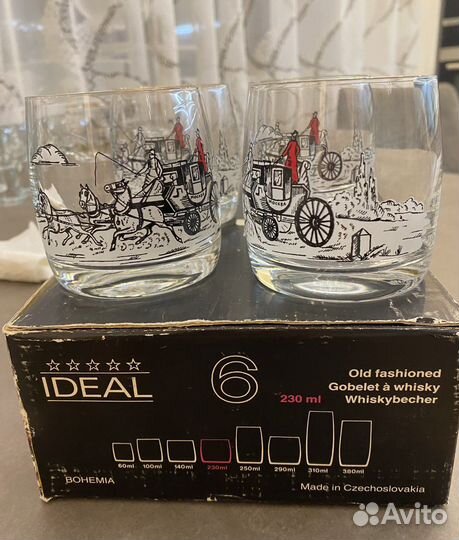 IDEAL
6
230 ml
Old fashioned
Gobelet à whisky
Whiskybecher
60ml 100ml 140ml 230ml 250ml 290ml 310ml 380ml
BOHEMIA
Made in Czechoslovakia
Avito